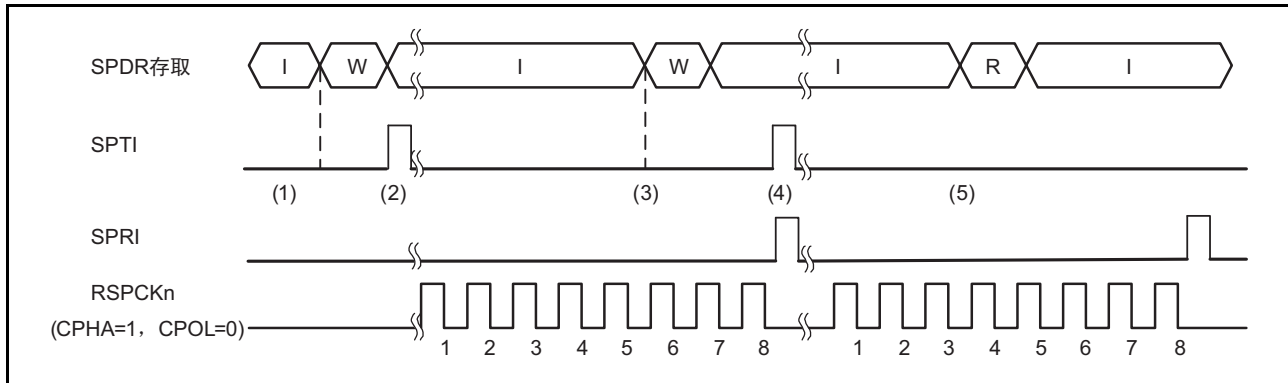 SPDR存取 I W I W I R I
SPTI
(1) (2) (3) (4) (5)
SPRI
RSPCKn
(CPHA=1，CPOL=0)
1 2 3 4 5 6 7 8 1 2 3 4 5 6 7 8